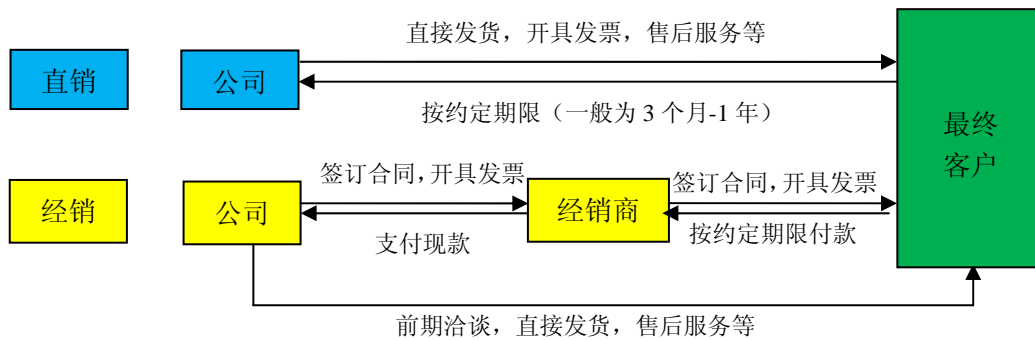 直接发货，开具发票，售后服务等
直销
公司
按约定期限（一般为 3 个月-1 年）
最终
客户
签订合同，开具发票
签订合同，开具发票
经销
公司
经销商
支付现款
按约定期限付款
前期洽谈，直接发货，售后服务等